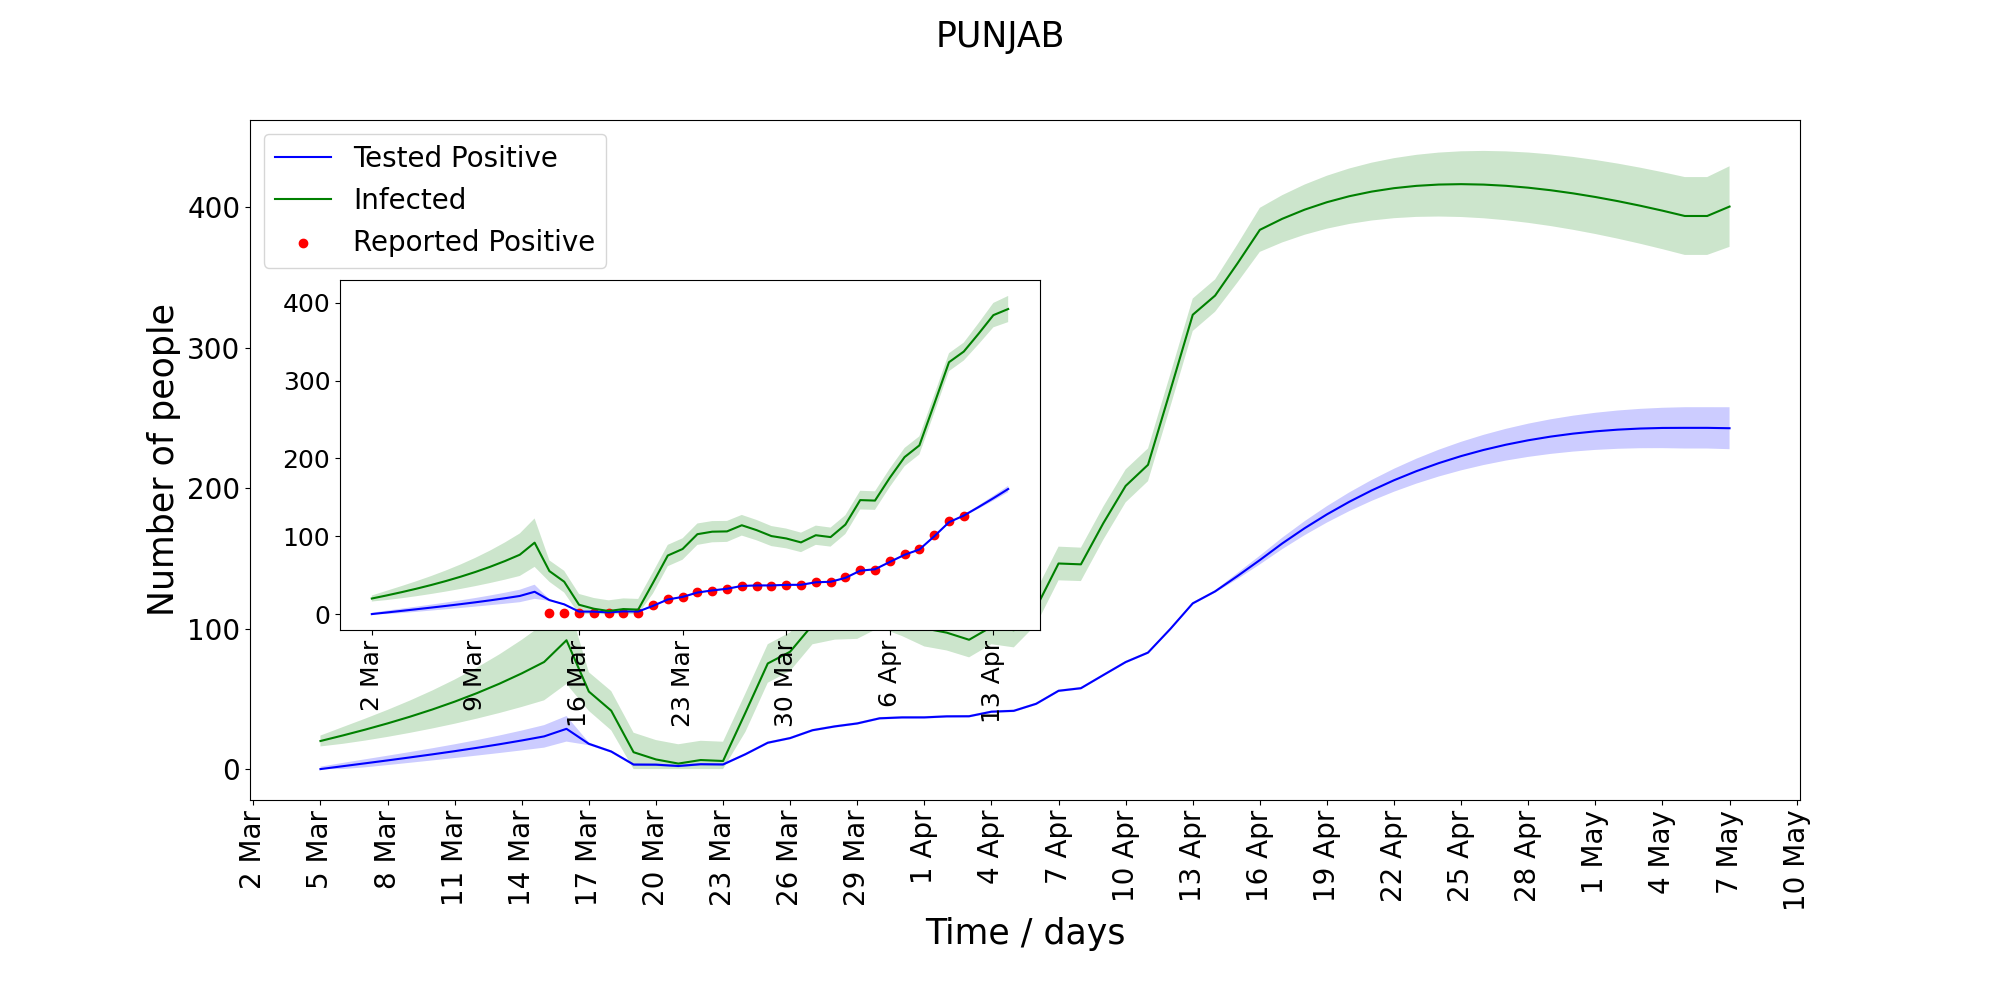 PUNJAB
Tested Positive
Infected
Reported Positive
Number of people
400
300
200
100
0
400
300
200
100
0
2 Mar
9 Mar
16 Mar
23 Mar
30 Mar
6 Apr
13 Apr
2 Mar
5 Mar
8 Mar
11 Mar
14 Mar
17 Mar
20 Mar
23 Mar
26 Mar
29 Mar
1 Apr
4 Apr
7 Apr
10 Apr
13 Apr
16 Apr
19 Apr
22 Apr
25 Apr
28 Apr
1 May
4 May
7 May
10 May
Time / days